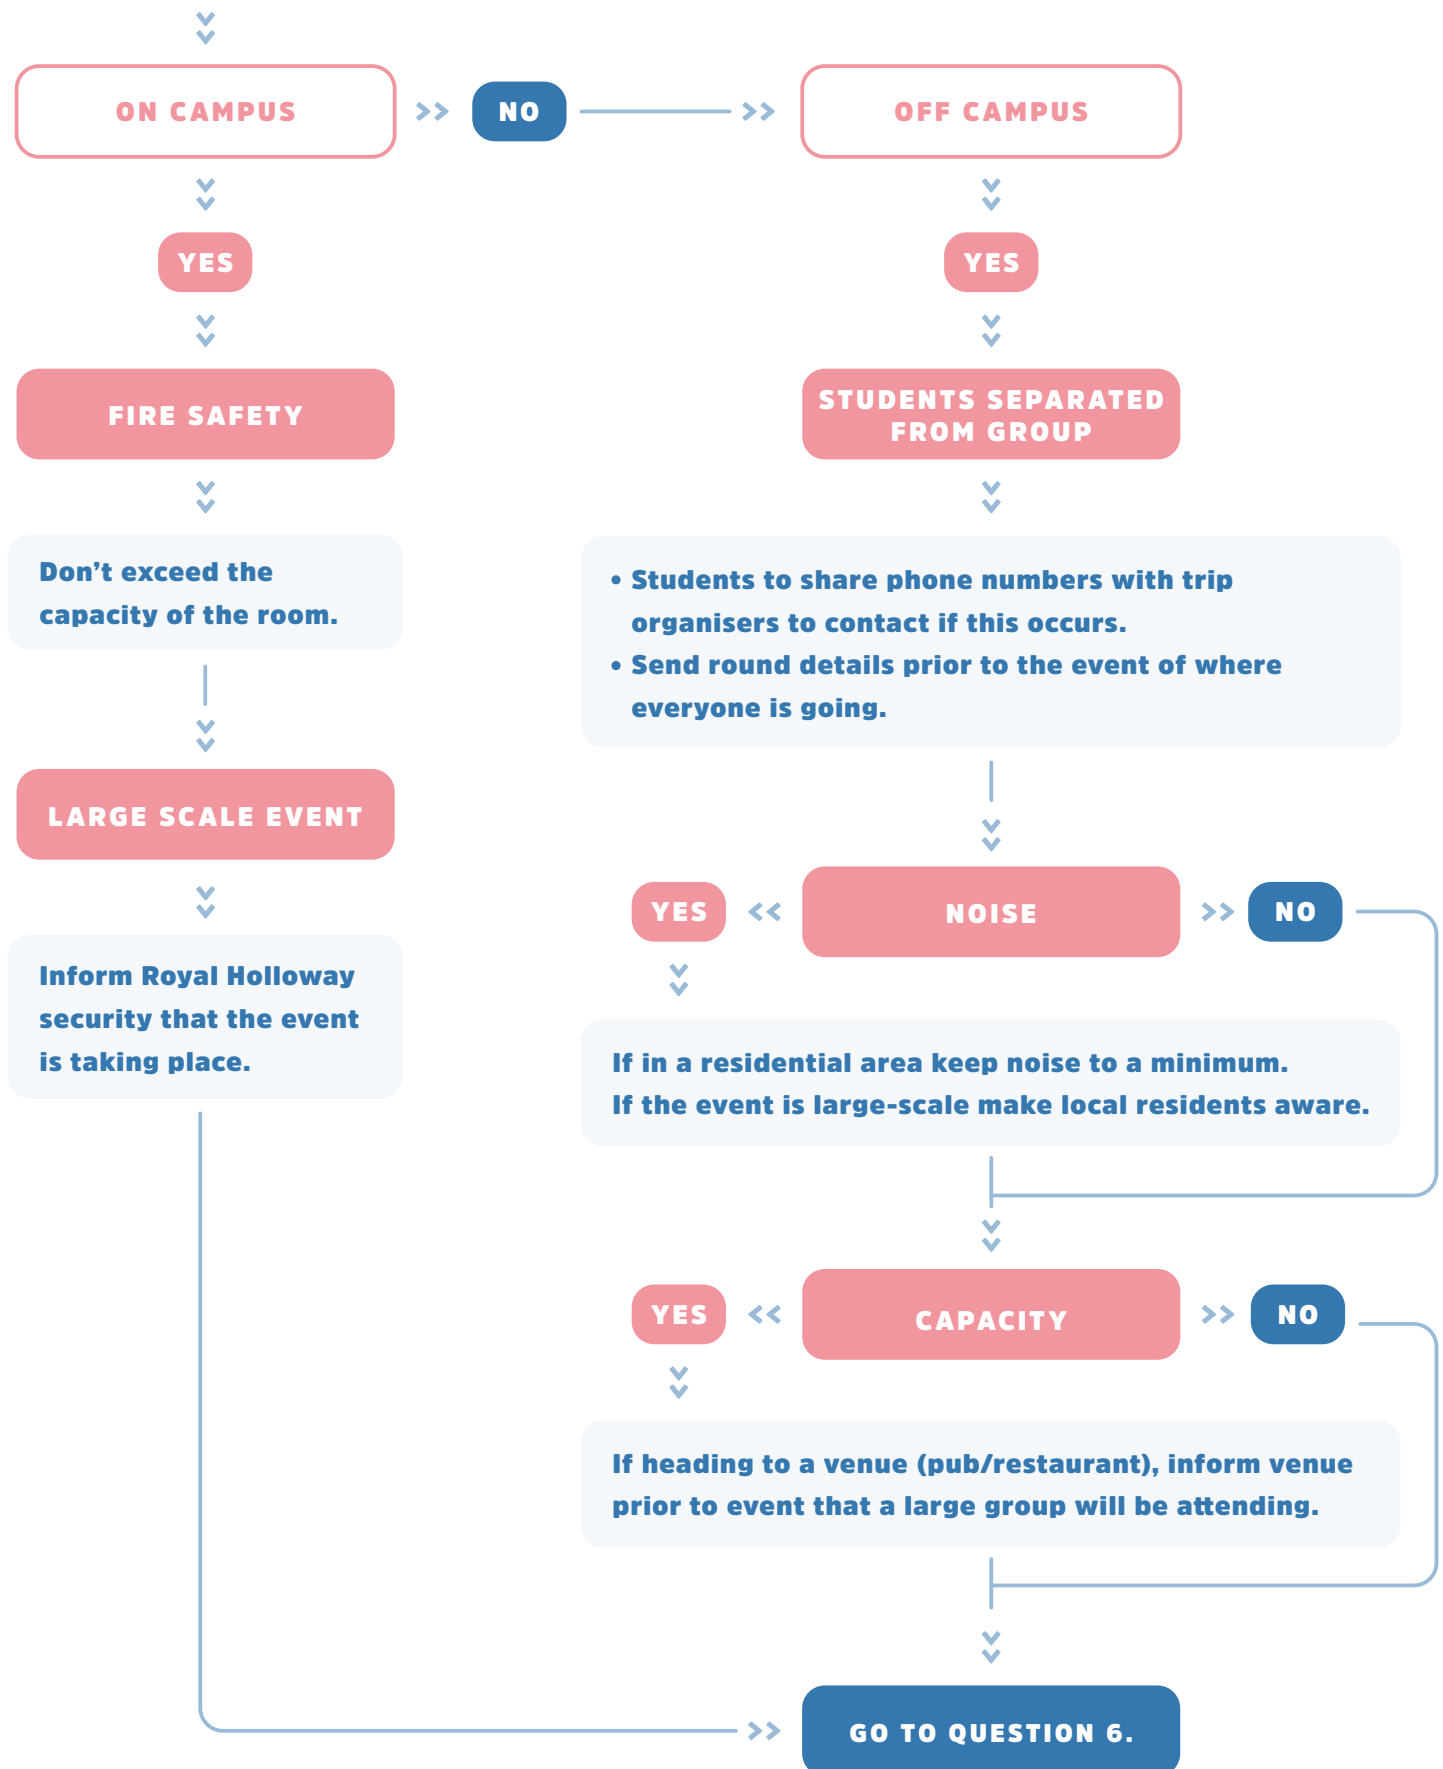 ON CAMPUS
NO
OFF CAMPUS
YES
YES
FIRE SAFETY
STUDENTS SEPARATED
FROM GROUP
Don’t exceed the
capacity of the room.
• Students to share phone numbers with trip
organisers to contact if this occurs.
• Send round details prior to the event of where
everyone is going.
LARGE SCALE EVENT
Inform Royal Holloway
security that the event
is taking place.
YES
NOISE
NO
If in a residential area keep noise to a minimum.
If the event is large-scale make local residents aware.
YES
CAPACITY
NO
If heading to a venue (pub/restaurant), inform venue
prior to event that a large group will be attending.
GO TO QUESTION 6.